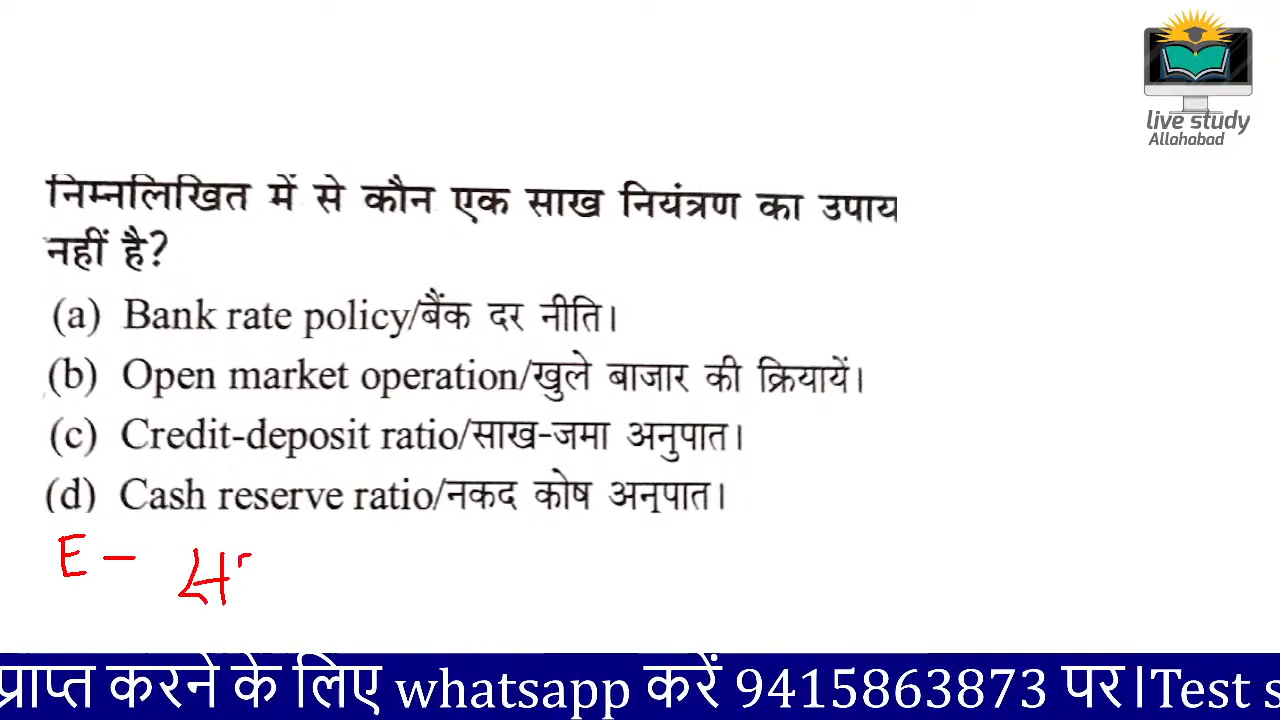 live study
Allahabad
निम्नलिखित में से कौन एक साख नियंत्रण का उपाय
नहीं है?
(a) Bank rate policy/बैंक दर नीति।
(b) Open market operation/खुले बाजार की क्रियायें।
(c) Credit-deposit ratio/साख-जमा अनुपात।
(d) Cash reserve ratio/नकद कोष अनुपात।
E –
प्राप्त करने के लिए whatsapp करें 9415863873 पर।Test s